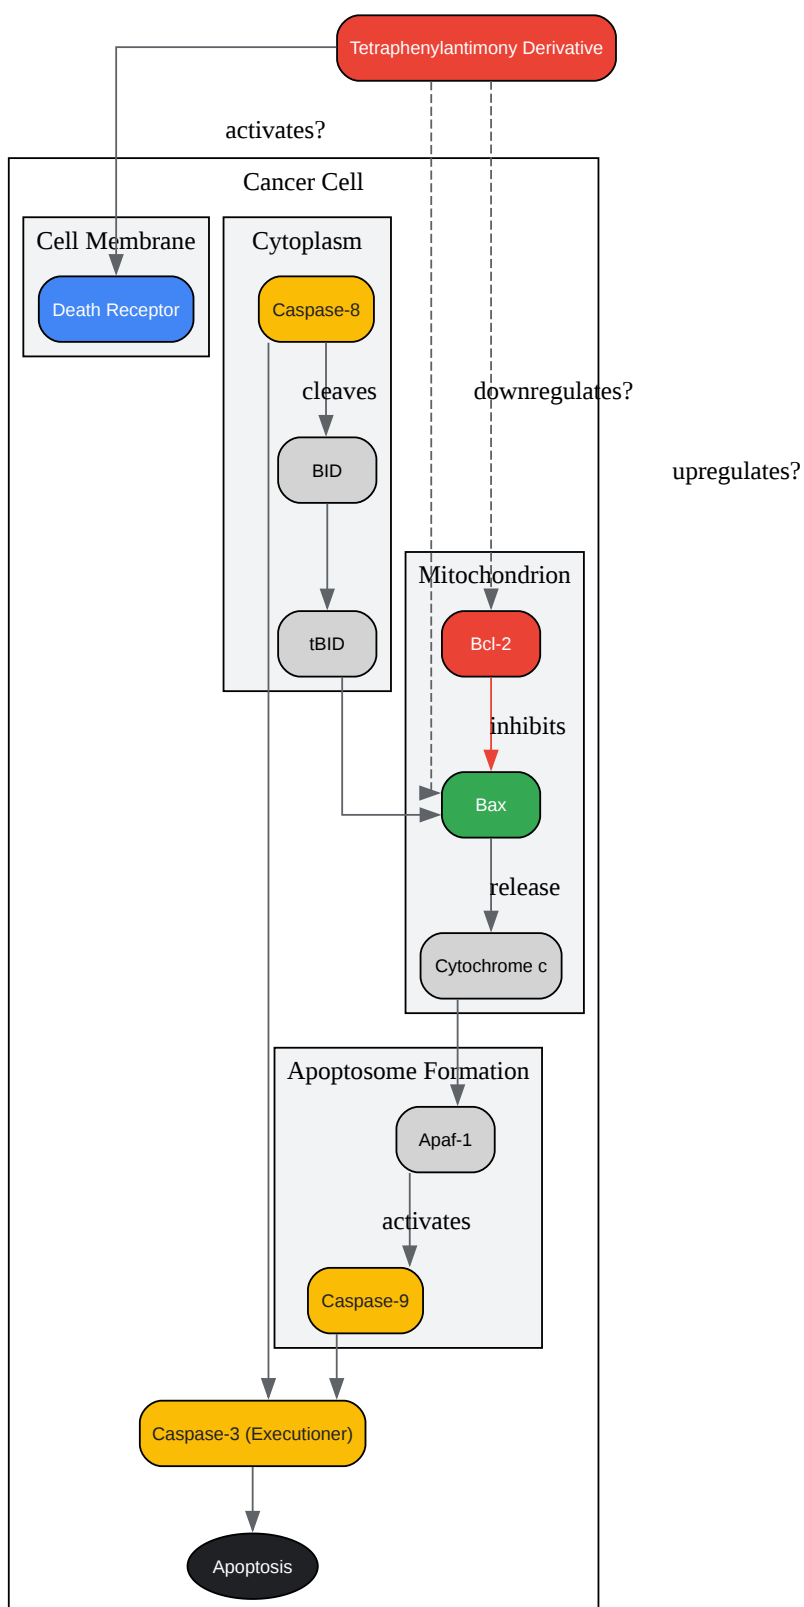 Tetraphenylantimony Derivative
activates?
Cancer Cell
Cell Membrane
Cytoplasm
Death Receptor
Caspase-8
cleaves
downregulates?
BID
upregulates?
Mitochondrion
tBID
Bcl-2
inhibits
Bax
release
Cytochrome c
Apoptosome Formation
Apaf-1
activates
Caspase-9
Caspase-3 (Executioner)
Apoptosis